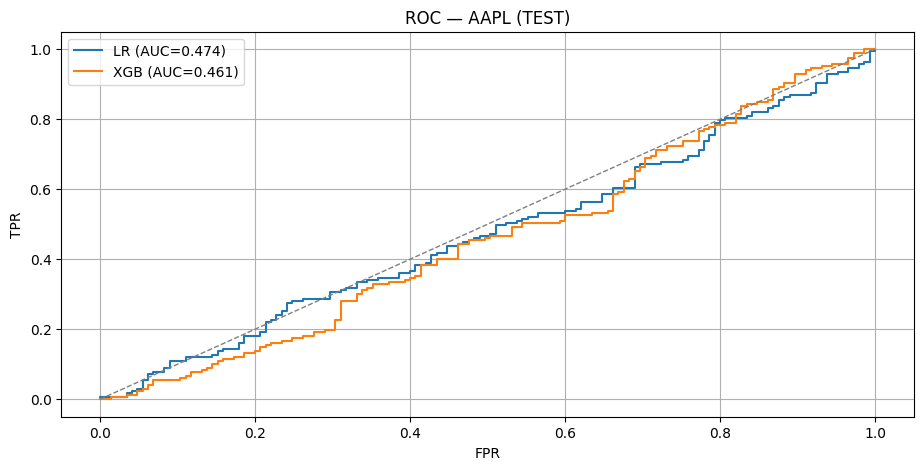 ROC — AAPL (TEST)
LR (AUC=0.474)
XGB (AUC=0.461)
1.0
0.8
0.6
0.4
0.2
0.0
TPR
0.0 0.2 0.4 0.6 0.8 1.0
FPR